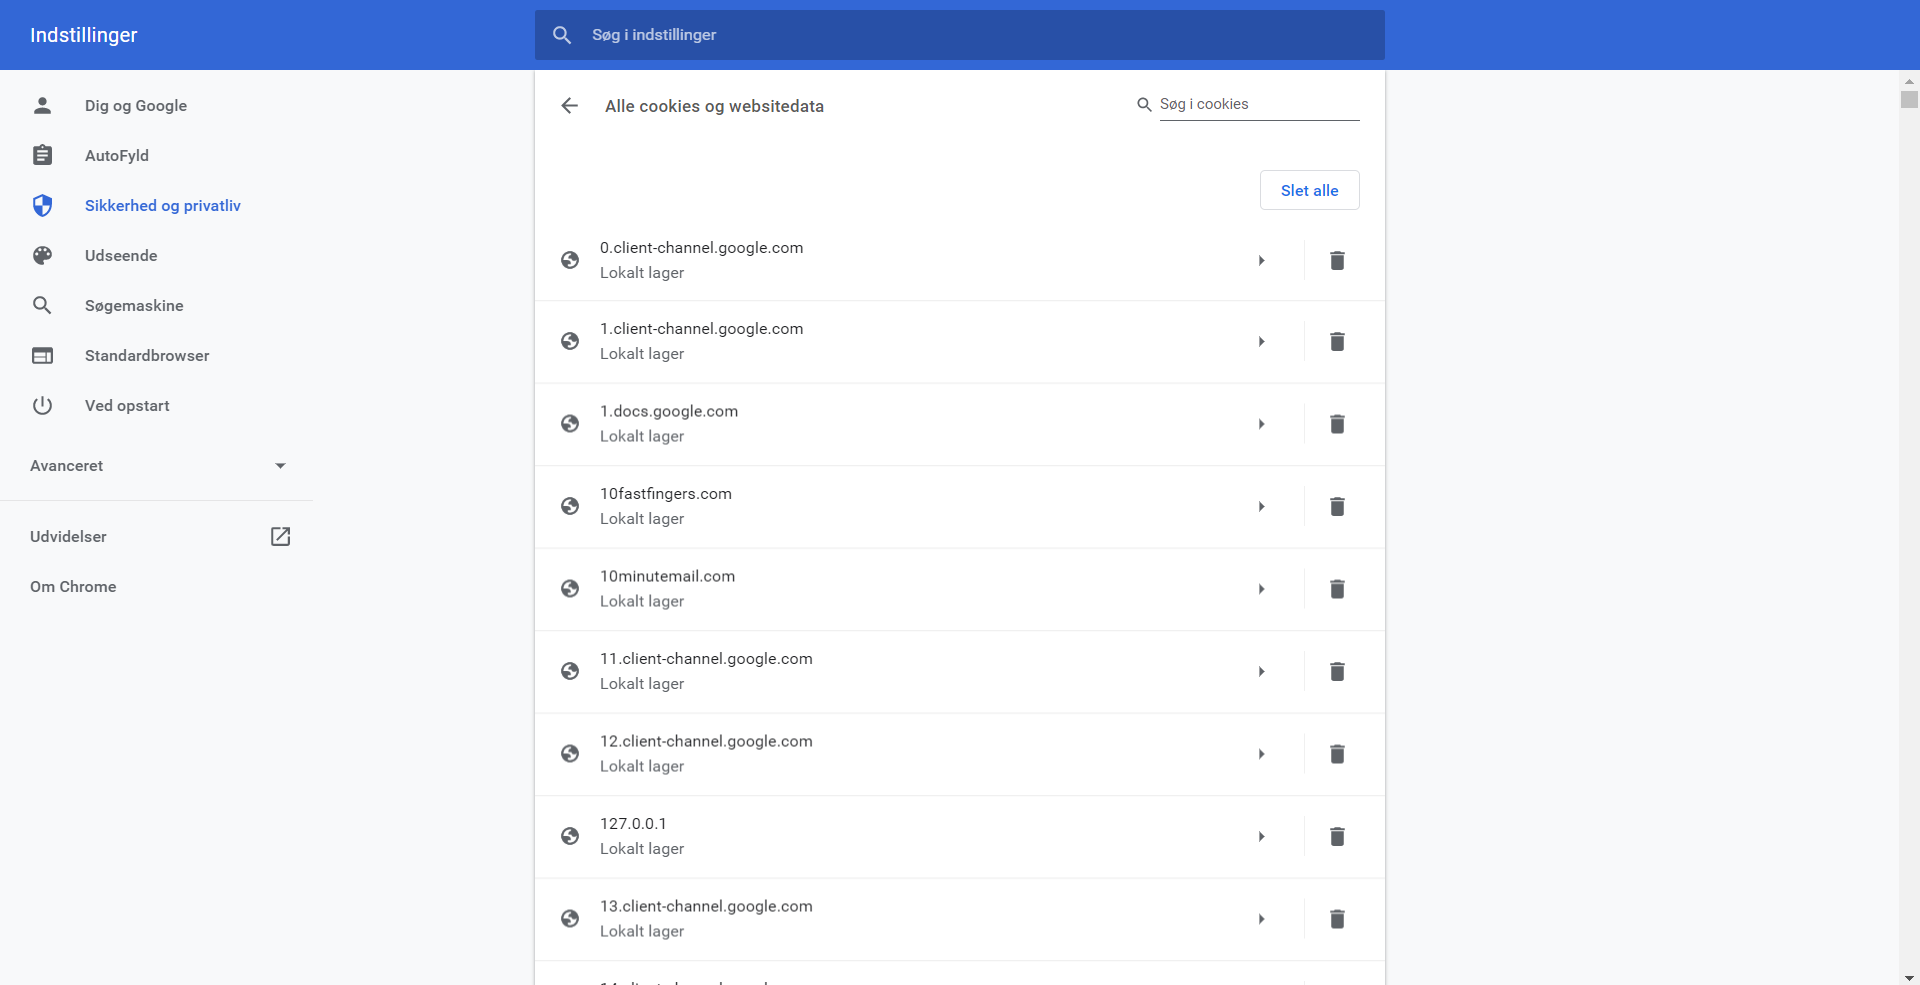 Indstillinger
Søg i indstillinger
Dig og Google
AutoFyld
Sikkerhed og privatliv
Udseende
Søgemaskine
Standardbrowser
Ved opstart
Avanceret
Udvidelser
Om Chrome
Alle cookies og websitedata
Søg i cookies
Slet alle
0.client-channel.google.com
Lokalt lager
1.client-channel.google.com
Lokalt lager
1.docs.google.com
Lokalt lager
10fastfingers.com
Lokalt lager
10minutemail.com
Lokalt lager
11.client-channel.google.com
Lokalt lager
12.client-channel.google.com
Lokalt lager
127.0.0.1
Lokalt lager
13.client-channel.google.com
Lokalt lager